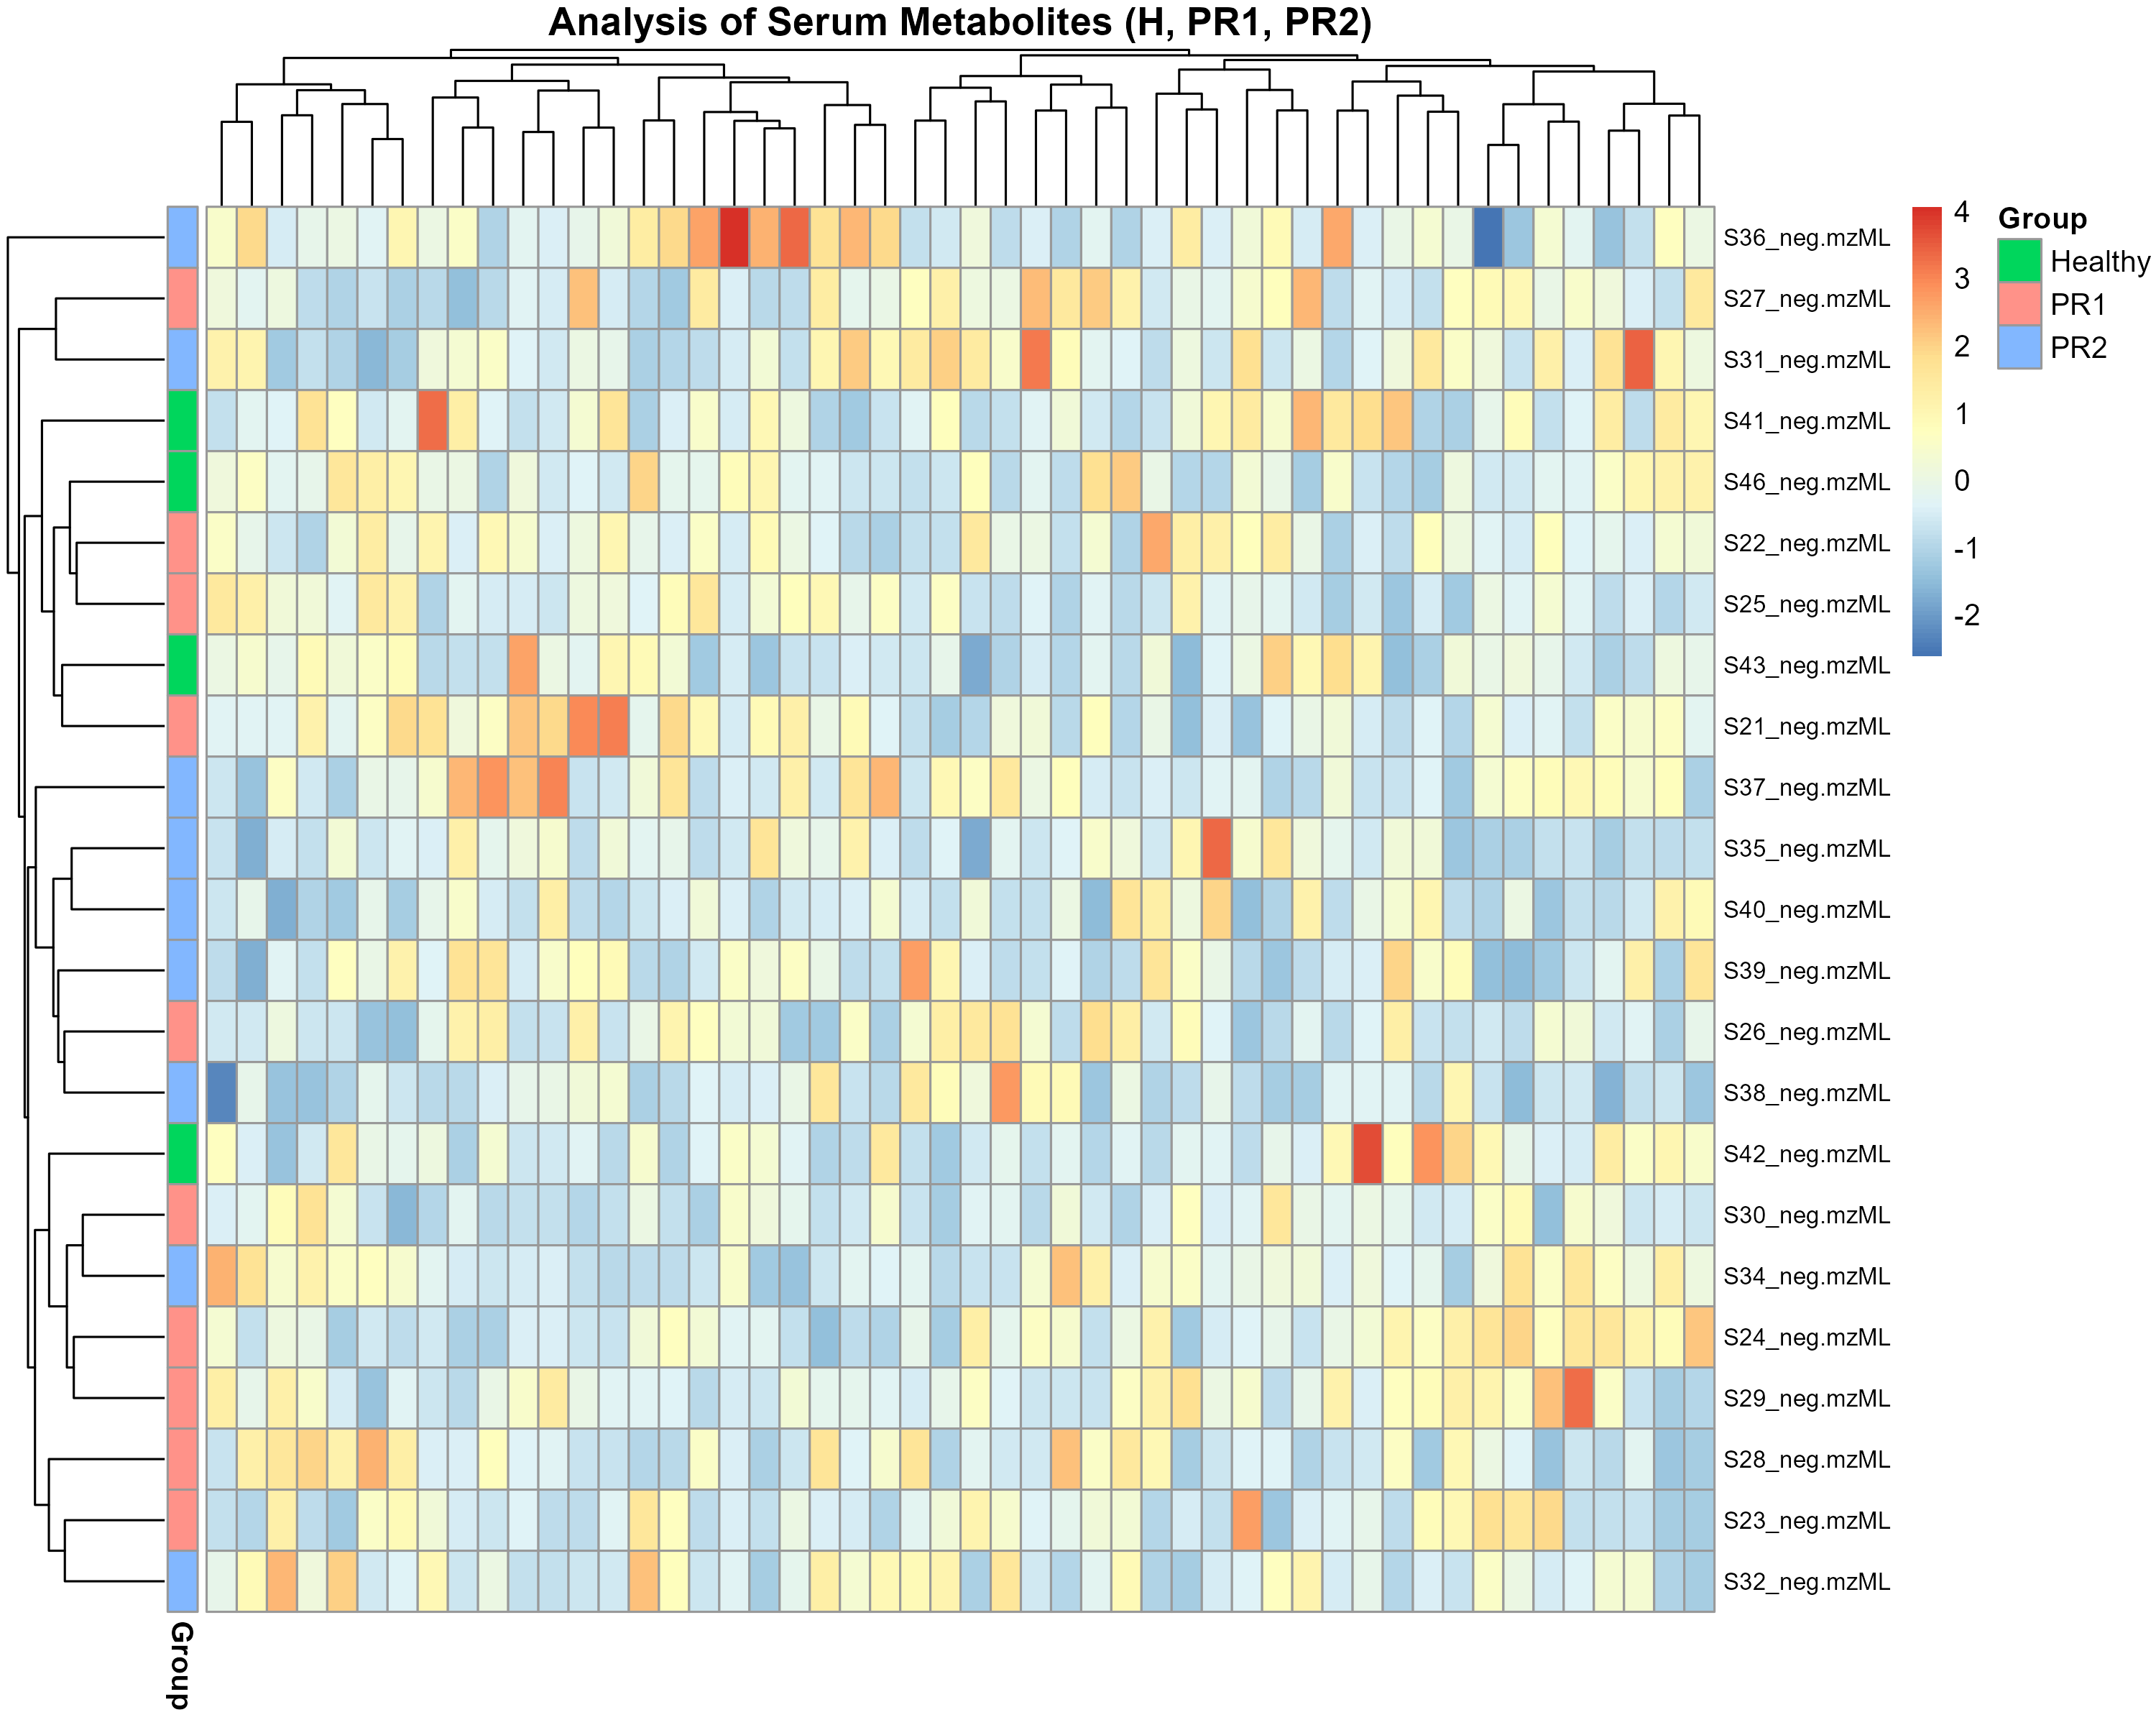 Analysis of Serum Metabolites (H, PR1, PR2)
S36_neg.mzML
S27_neg.mzML
S31_neg.mzML
S41_neg.mzML
S46_neg.mzML
S22_neg.mzML
S25_neg.mzML
S43_neg.mzML
S21_neg.mzML
S37_neg.mzML
S35_neg.mzML
S40_neg.mzML
S39_neg.mzML
S26_neg.mzML
S38_neg.mzML
S42_neg.mzML
S30_neg.mzML
S34_neg.mzML
S24_neg.mzML
S29_neg.mzML
S28_neg.mzML
S23_neg.mzML
S32_neg.mzML
4
3
2
1
0
-1
-2
Group
Healthy
PR1
PR2
Group